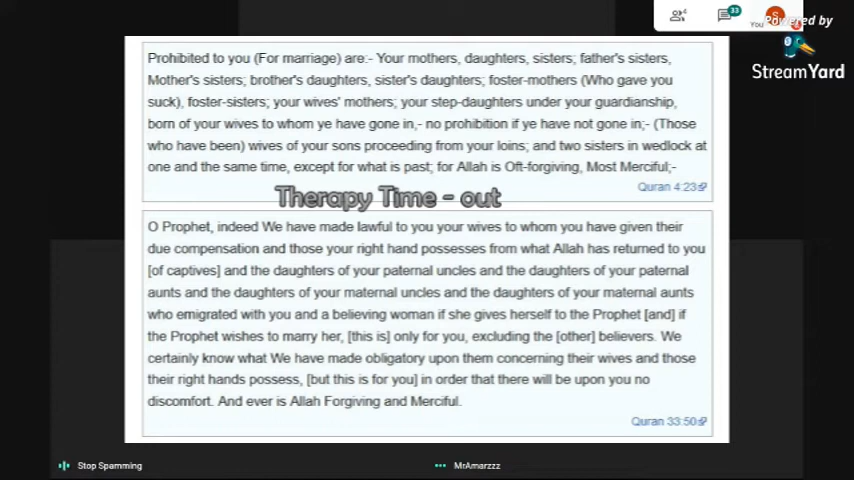 33
You
Powered by
StreamYard
Prohibited to you (For marriage) are:- Your mothers, daughters, sisters; father's sisters,
Mother's sisters; brother's daughters, sister's daughters; foster-mothers (Who gave you
suck), foster-sisters; your wives' mothers; your step-daughters under your guardianship,
born of your wives to whom ye have gone in,- no prohibition if ye have not gone in;- (Those
who have been) wives of your sons proceeding from your loins; and two sisters in wedlock at
one and the same time, except for what is past; for Allah is Oft-forgiving, Most Merciful;-
Quran 4:23
Therapy Time - out
O Prophet, indeed We have made lawful to you your wives to whom you have given their
due compensation and those your right hand possesses from what Allah has returned to you
[of captives] and the daughters of your paternal uncles and the daughters of your paternal
aunts and the daughters of your maternal uncles and the daughters of your maternal aunts
who emigrated with you and a believing woman if she gives herself to the Prophet [and] if
the Prophet wishes to marry her, [this is] only for you, excluding the [other] believers. We
certainly know what We have made obligatory upon them concerning their wives and those
their right hands possess, [but this is for you] in order that there will be upon you no
discomfort. And ever is Allah Forgiving and Merciful.
Quran 33:50
Stop Spamming
MrAmarzzz